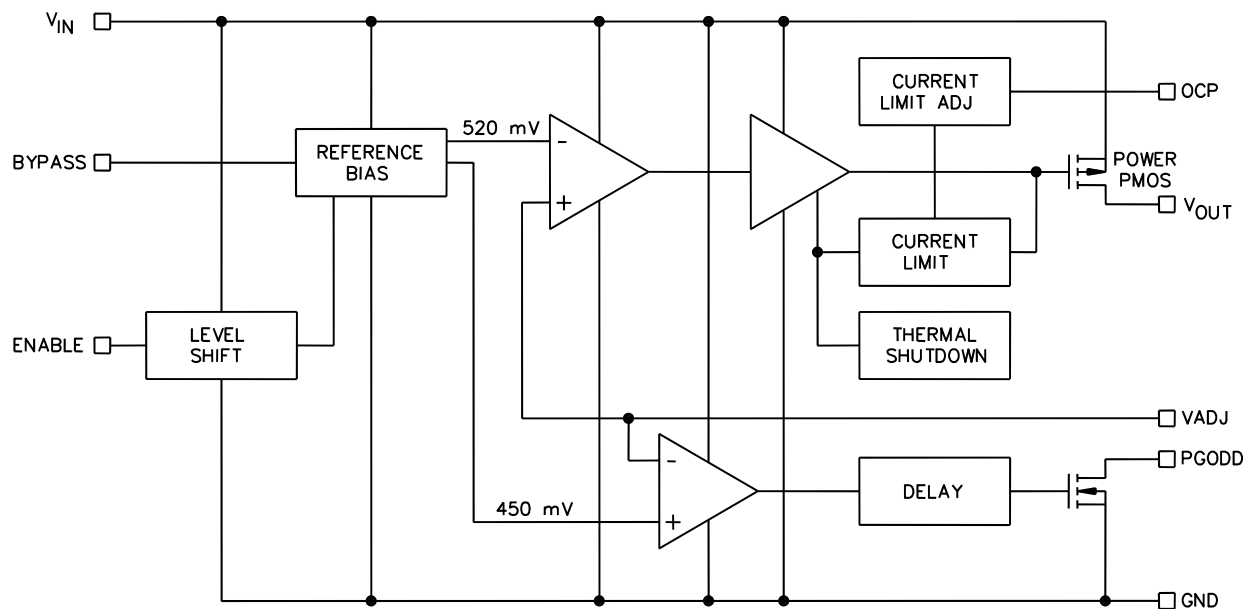 VIN
CURRENT
LIMIT ADJ
OCP
520 mV
-
+
BYPASS
REFERENCE
BIAS
POWER
PMOS
VOUT
CURRENT
LIMIT
ENABLE
LEVEL
SHIFT
THERMAL
SHUTDOWN
VADJ
-
+
450 mV
DELAY
PGODD
GND